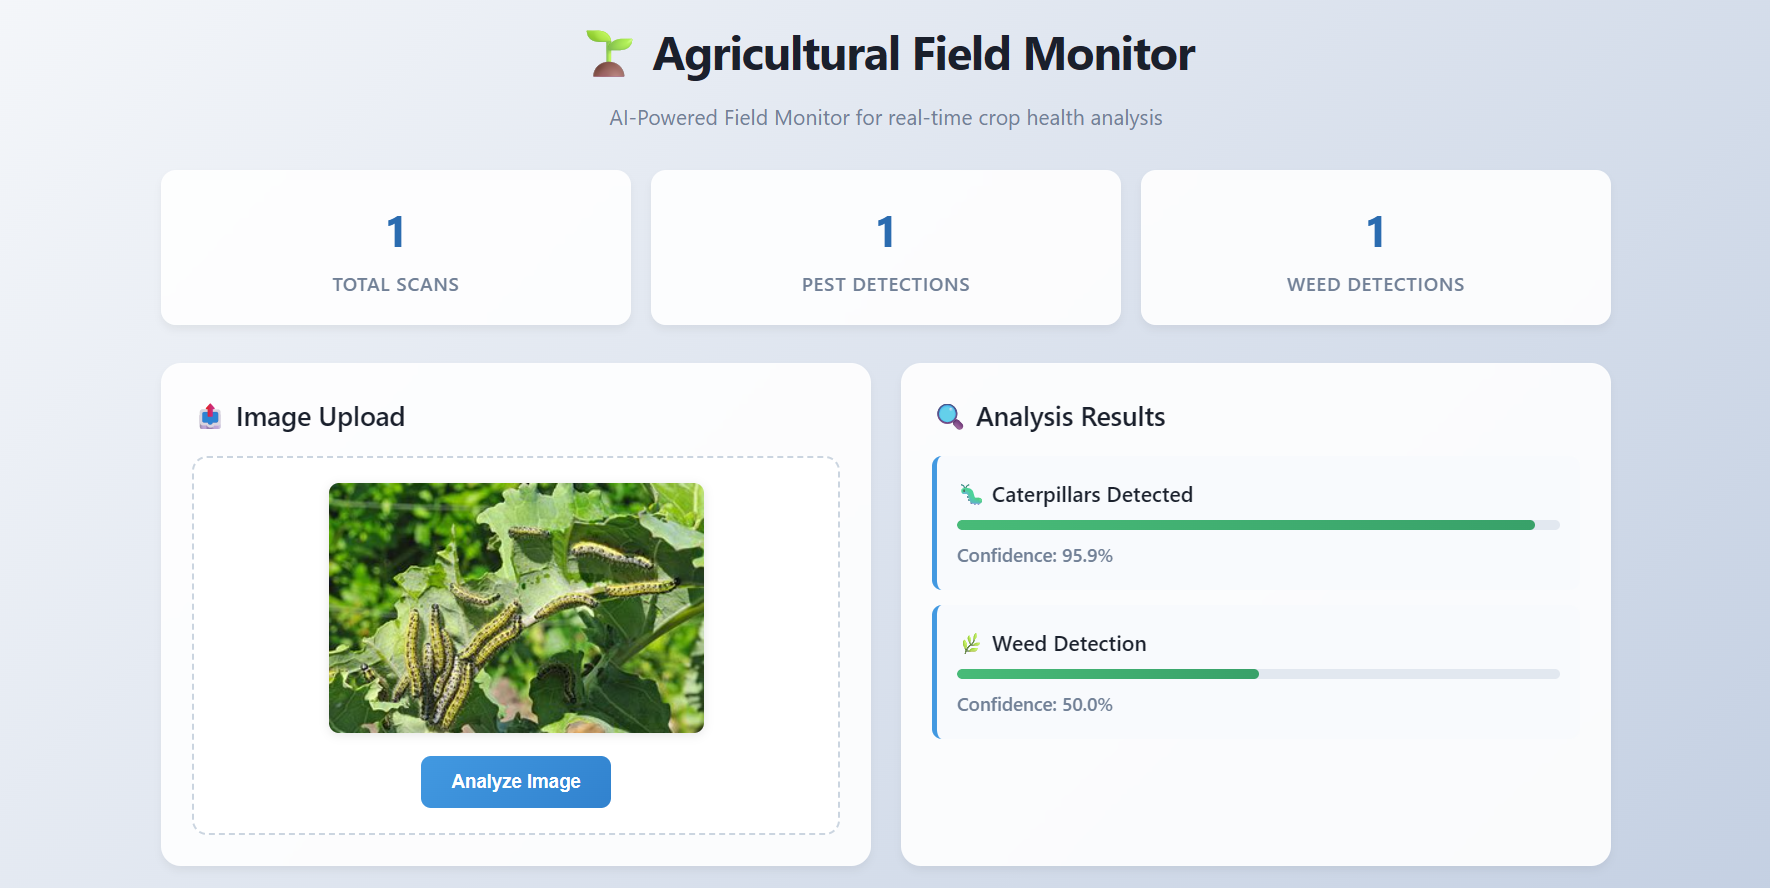 Agricultural Field Monitor
AI-Powered Field Monitor for real-time crop health analysis
1
TOTAL SCANS
1
PEST DETECTIONS
1
WEED DETECTIONS
Image Upload
Analyze Image
Analysis Results
Caterpillars Detected
Confidence: 95.9%
Weed Detection
Confidence: 50.0%